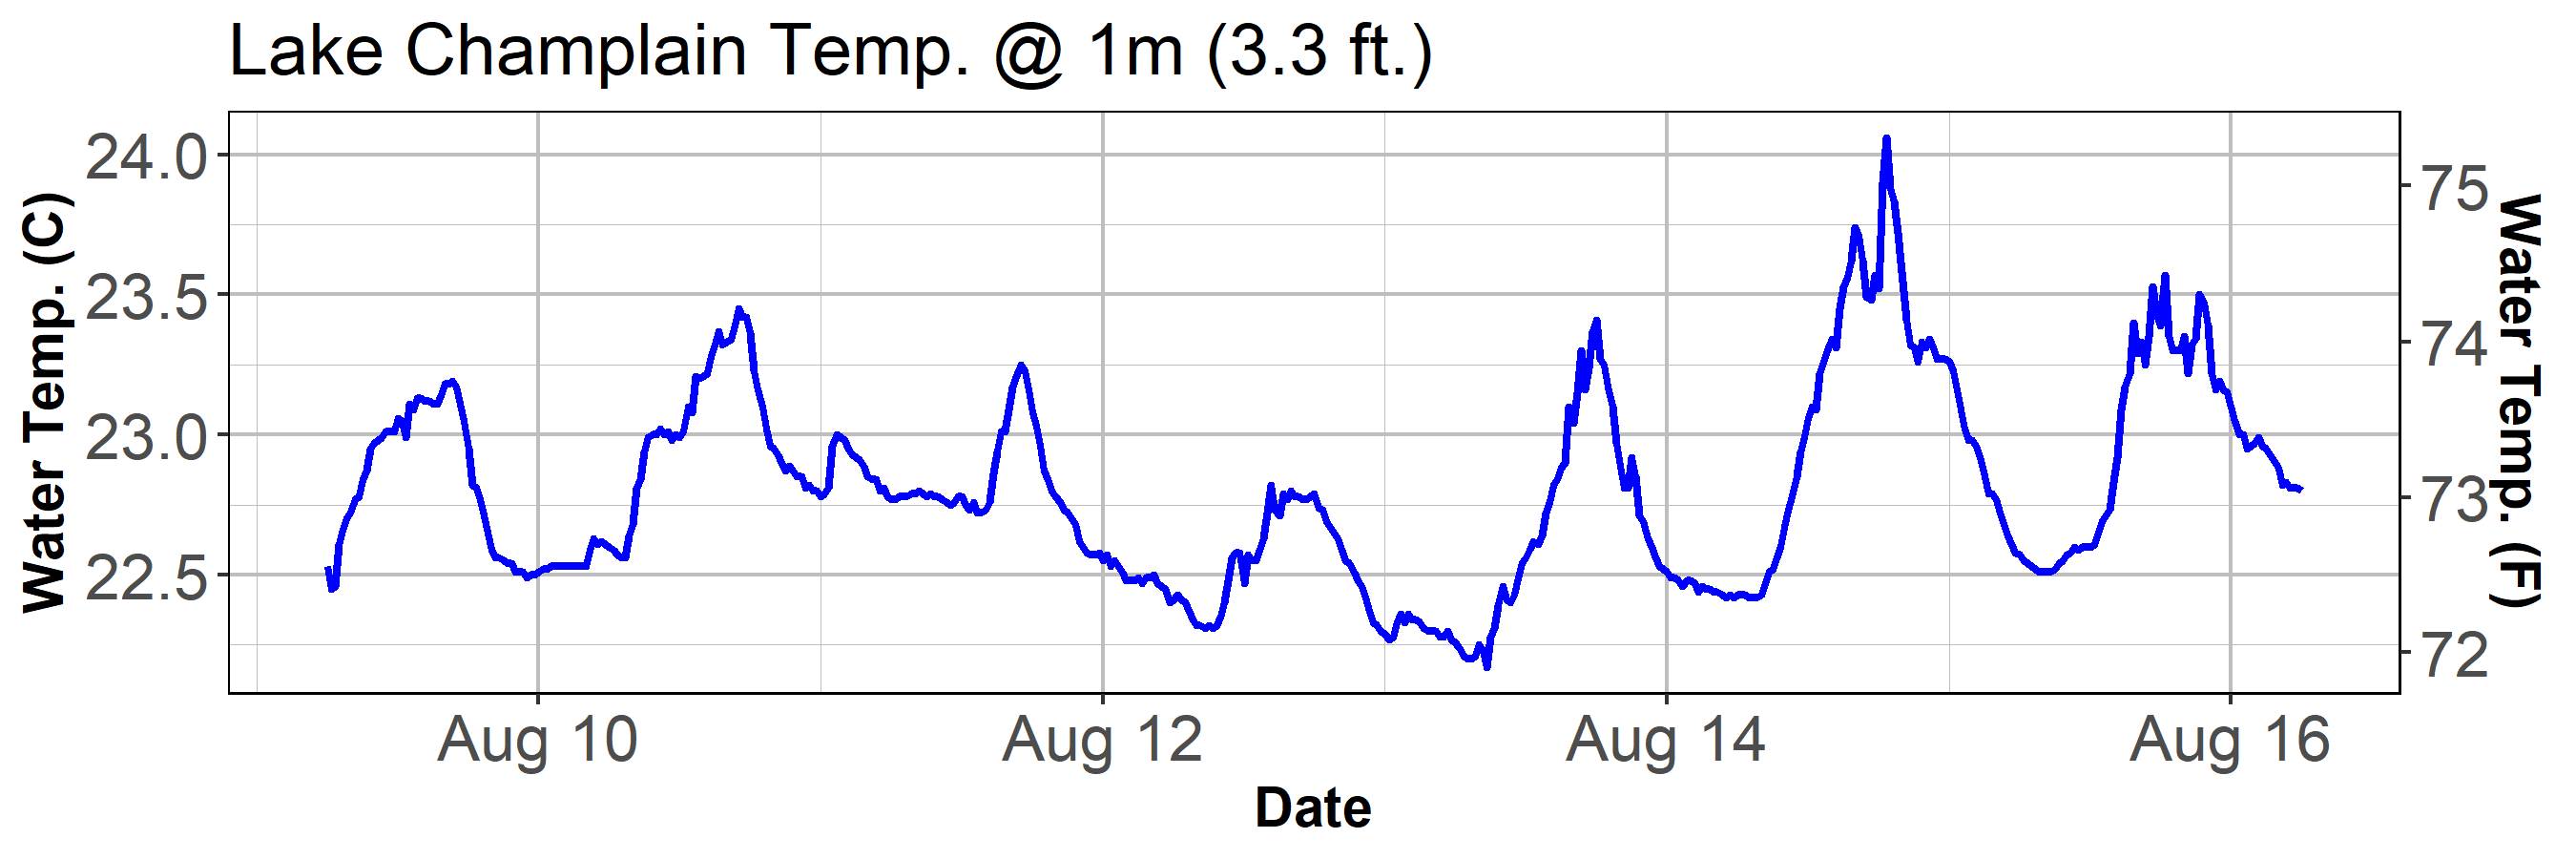 Lake Champlain Temp. @ 1m (3.3 ft.)
Water Temp. (C)
24.0
23.5
23.0
22.5
75
74
73
72
Water Temp. (F)
Aug 10 Aug 12 Aug 14 Aug 16
Date